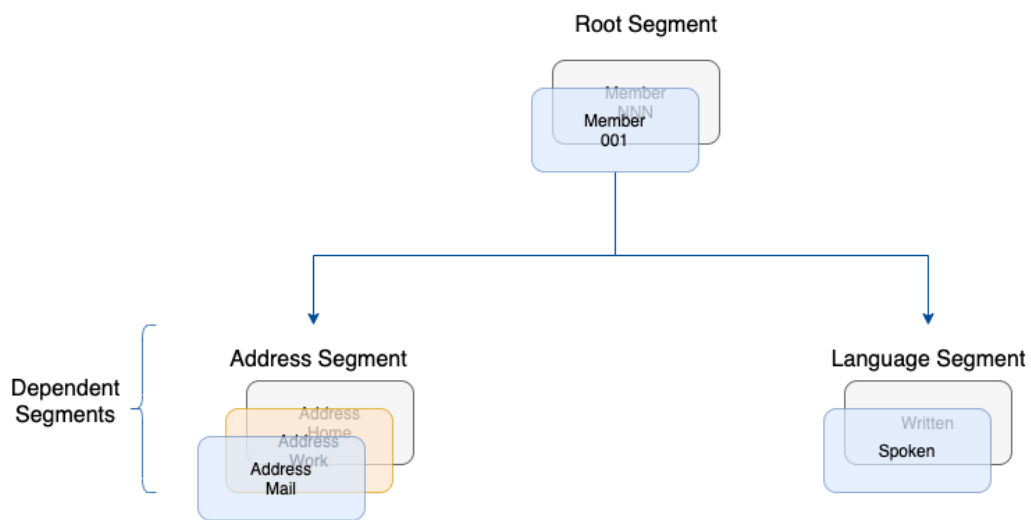 Root Segment
Member
NNN
Member
001
Address Segment
Language Segment
Dependent
Segments
Address
Home
Address
Work
Address
Mail
Written
Spoken